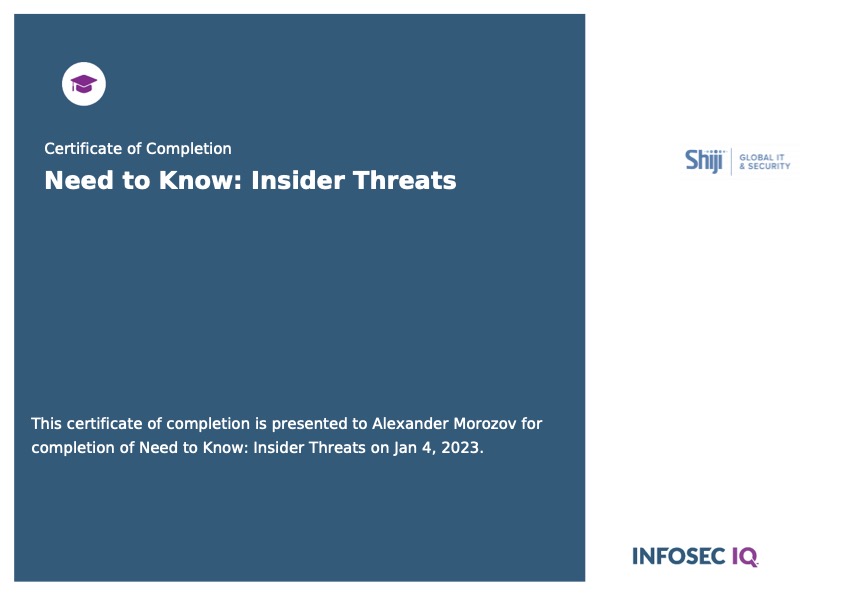 Certificate of Completion
Need to Know: Insider Threats
Shiji
GLOBAL IT
& SECURITY
This certificate of completion is presented to Alexander Morozov for
completion of Need to Know: Insider Threats on Jan 4, 2023.
INFOSEC IQ